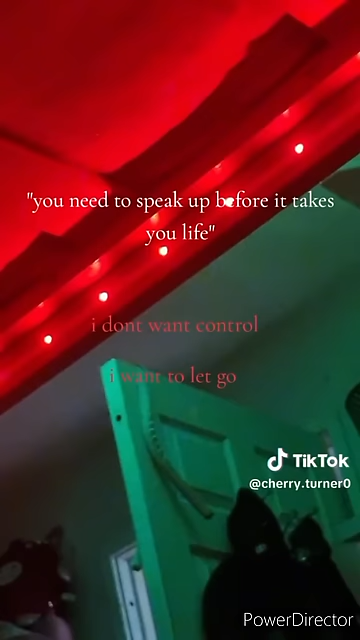 "you need to speak up before it takes
you life"
i dont want control
i want to let go
TikTok
@cherry.turner0
PowerDirector